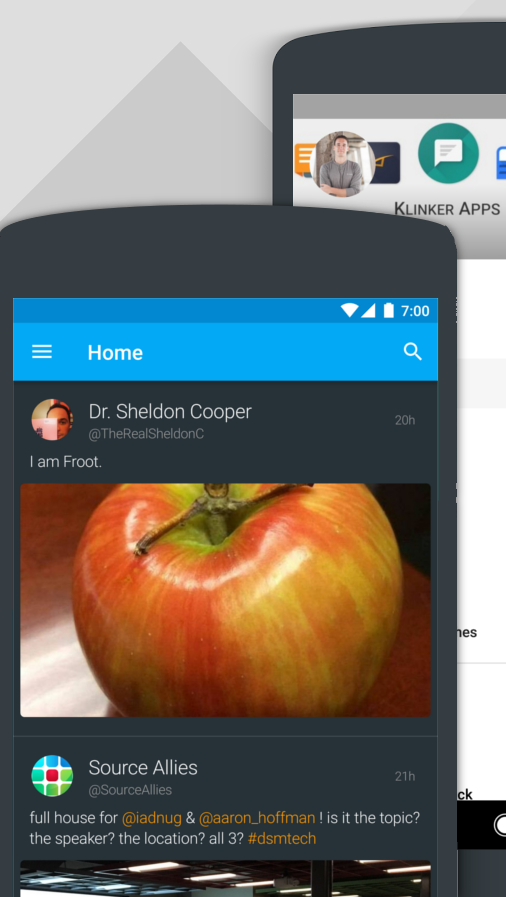 KLINKER APPS
7:00
Home
Dr. Sheldon Cooper
@TheRealSheldonC
20h
I am Froot.
Source Allies
@SourceAllies
21h
full house for @iadnug & @aaron_hoffman ! is it the topic?
the speaker? the location? all 3? #dsmtech
nes
ck